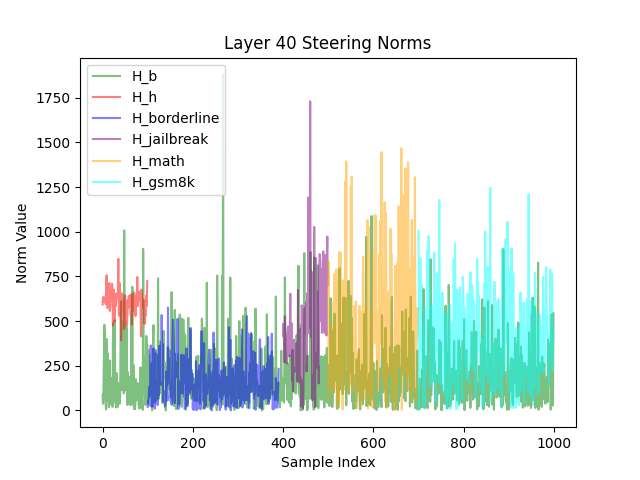 Layer 40 Steering Norms
H_b
H_h
H_borderline
H_jailbreak
H_math
H_gsm8k
Norm Value
1750
1500
1250
1000
750
500
250
0
0 200 400 600 800 1000
Sample Index